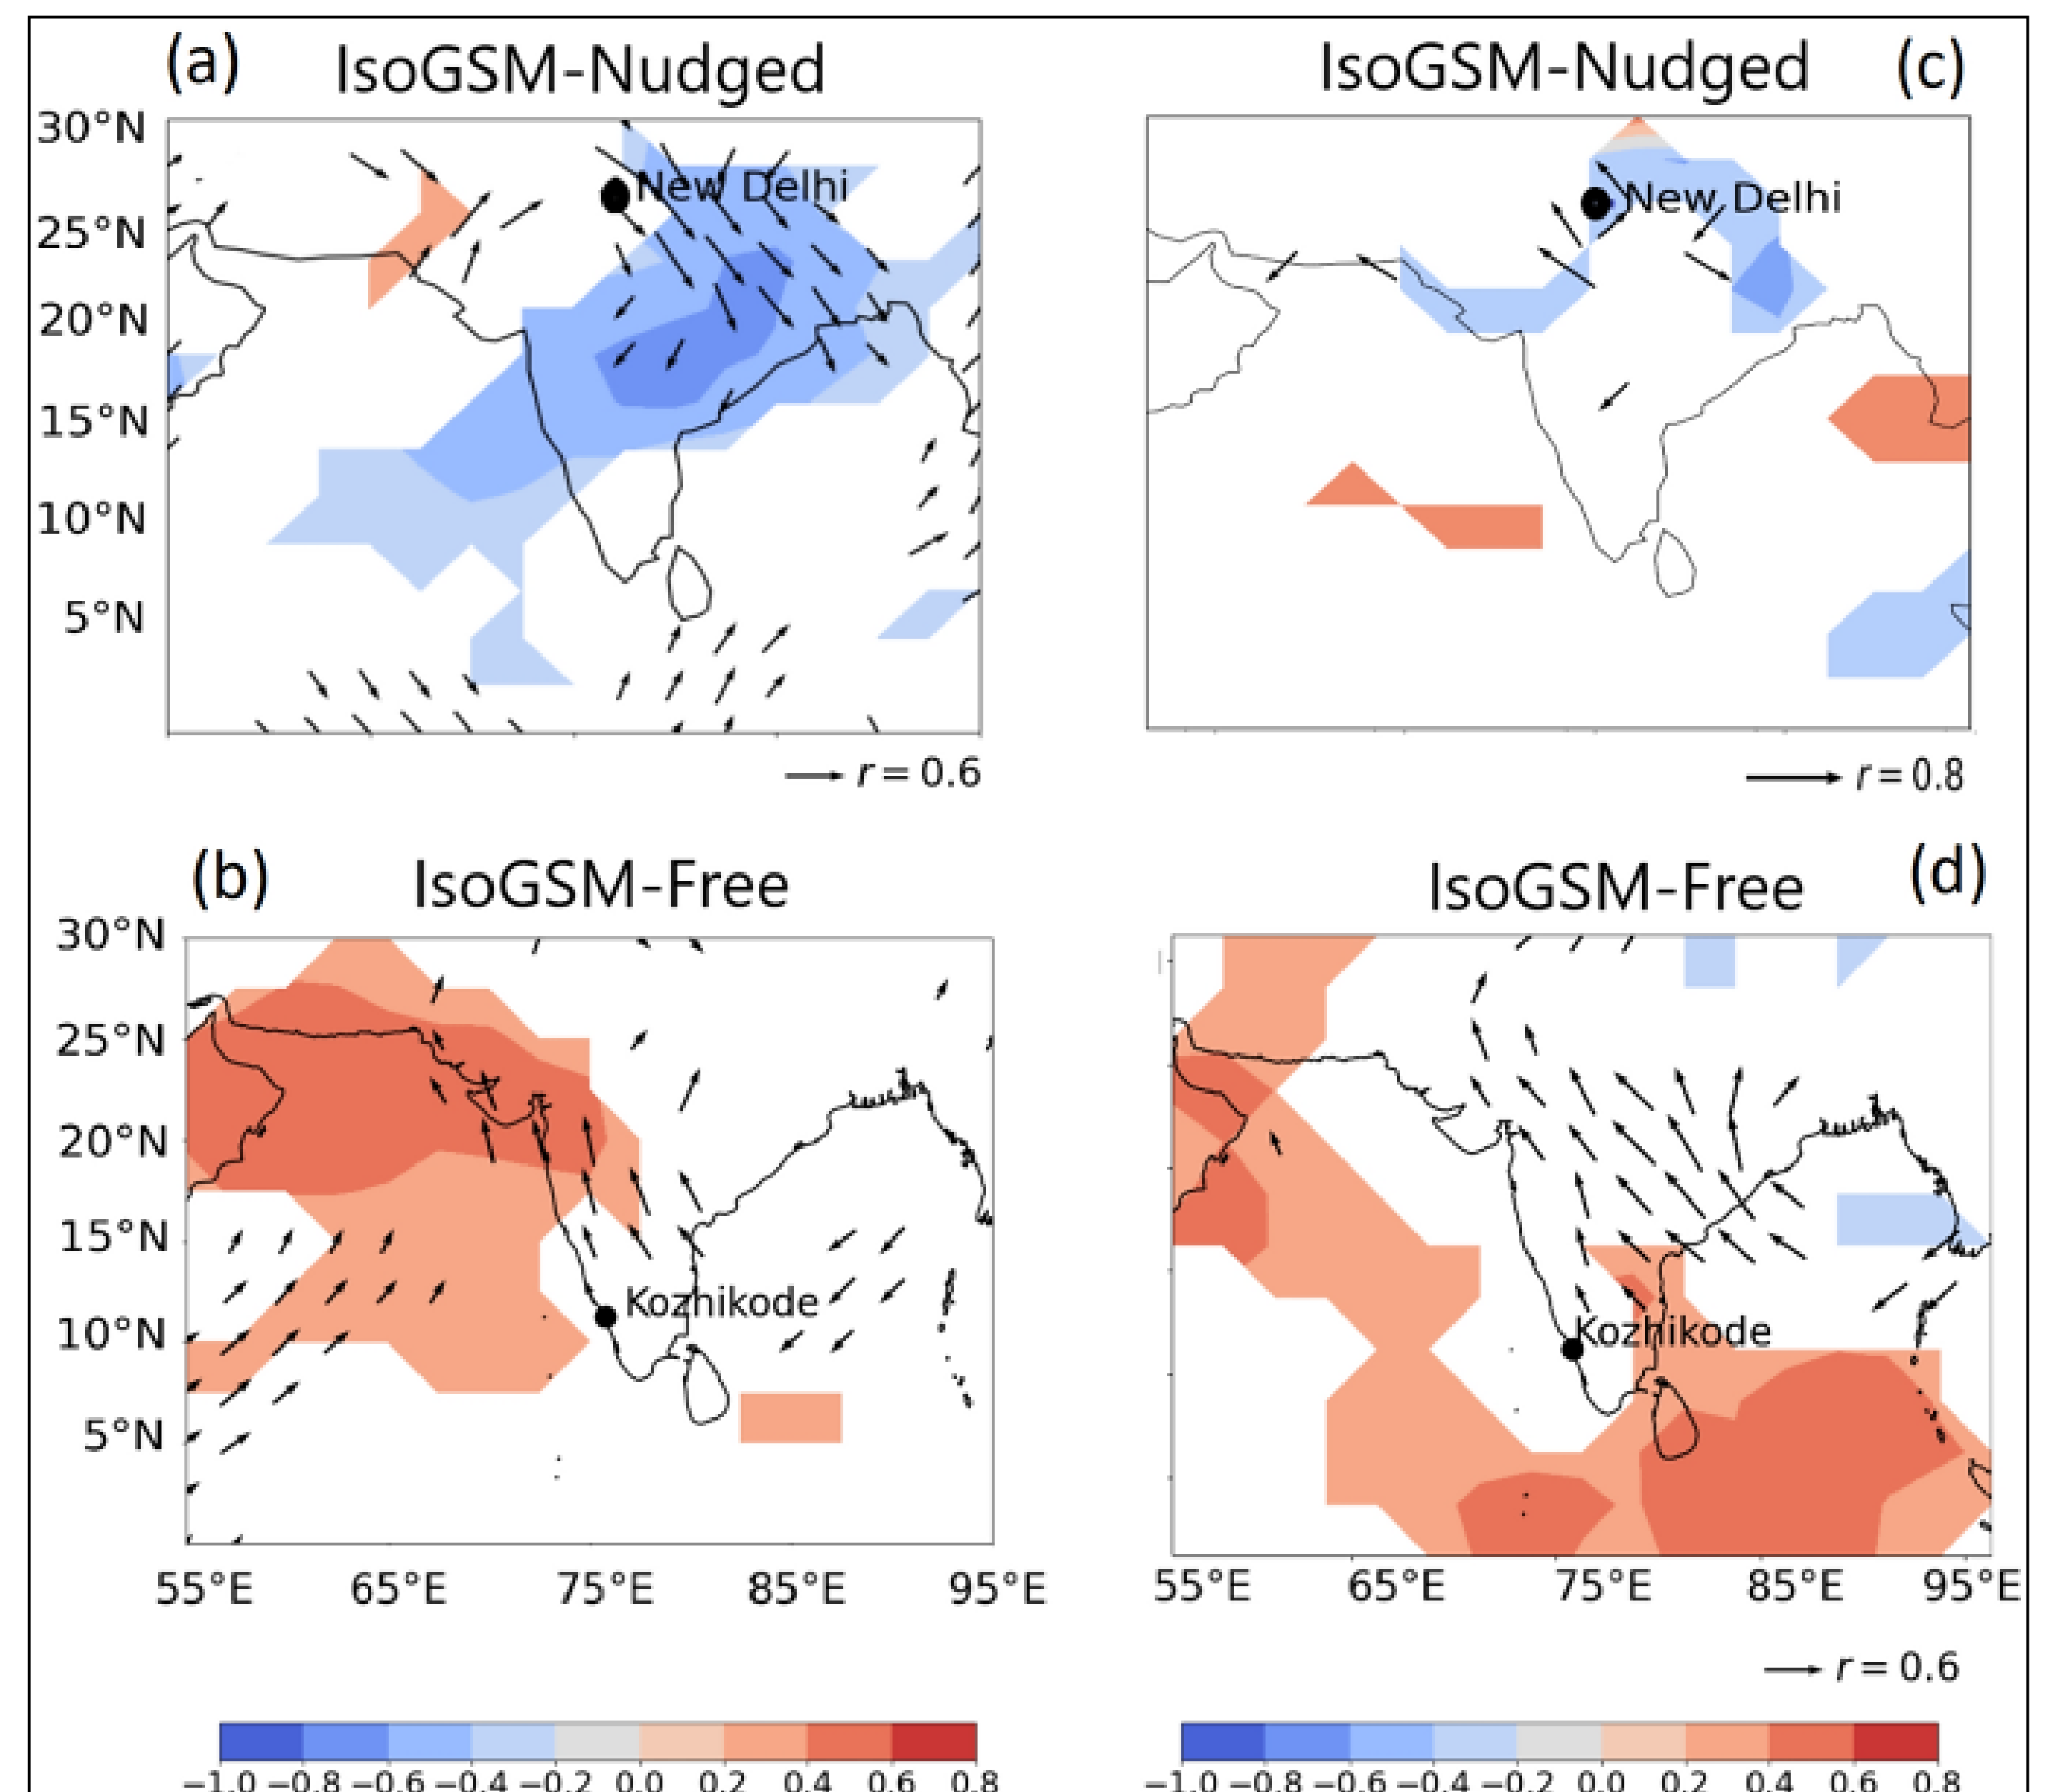 (a)
IsoGSM-Nudged
30°N
25°N
20°N
15°N
10°N
5°N
New Delhi
r = 0.6
IsoGSM-Nudged
(c)
New Delhi
r = 0.8
(b)
IsoGSM-Free
30°N
25°N
20°N
15°N
10°N
5°N
Kozhikode
55°E 65°E 75°E 85°E 95°E
IsoGSM-Free
(d)
Kozhikode
55°E 65°E 75°E 85°E 95°E
r = 0.6
−1.0 −0.8 −0.6 −0.4 −0.2 0.0 0.2 0.4 0.6 0.8
−1.0 −0.8 −0.6 −0.4 −0.2 0.0 0.2 0.4 0.6 0.8